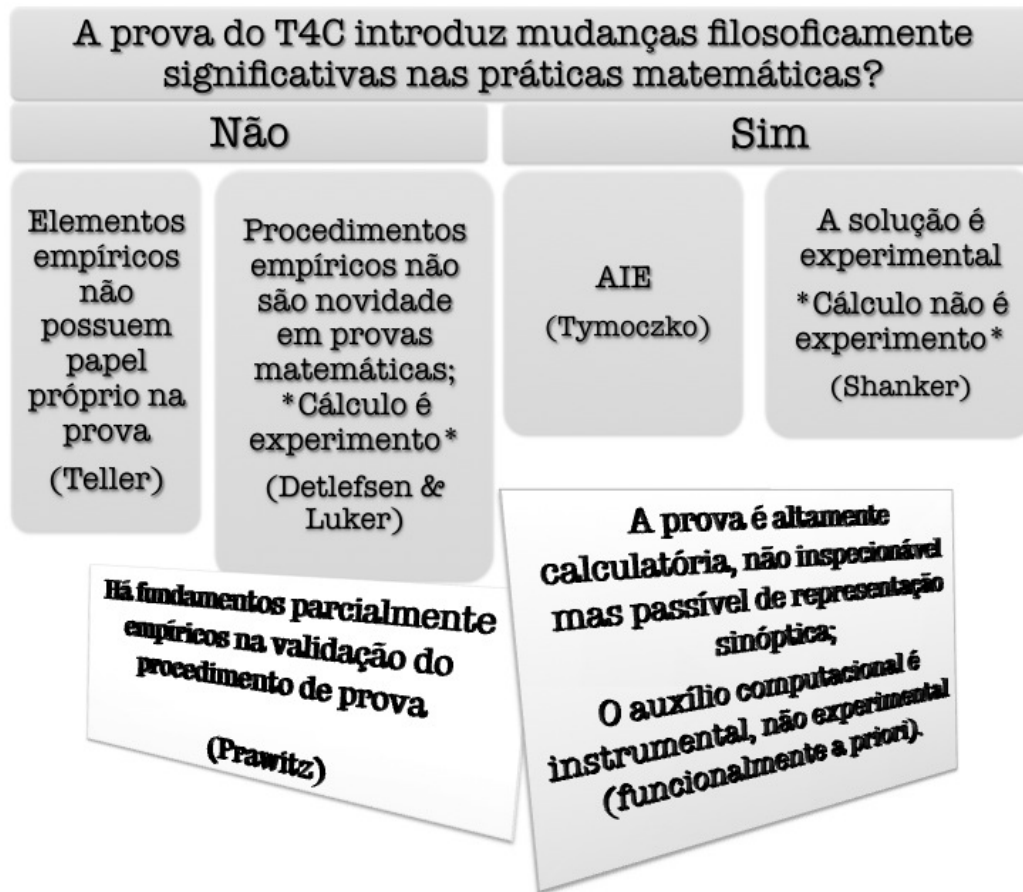 A prova do T4C introduz mudanças filosoficamente
significativas nas práticas matemáticas?
Não
Sim
Elementos
empíricos
não
possuem
papel
próprio na
prova
(Teller)
Procedimentos
empíricos não
são novidade
em provas
matemáticas;
*Cálculo é
experimento*
(Detlefsen &
Luker)
AIE
(Tymoczko)
A solução é
experimental
*Cálculo não é
experimento*
(Shanker)
Há fundamentos parcialmente
empíricos na validação do
procedimento de prova
(Prawitz)
A prova é altamente
calculatória, não inspecionável
mas passível de representação
sinóptica;
O auxílio computacional é
instrumental, não experimental
(funcionalmente a priori).